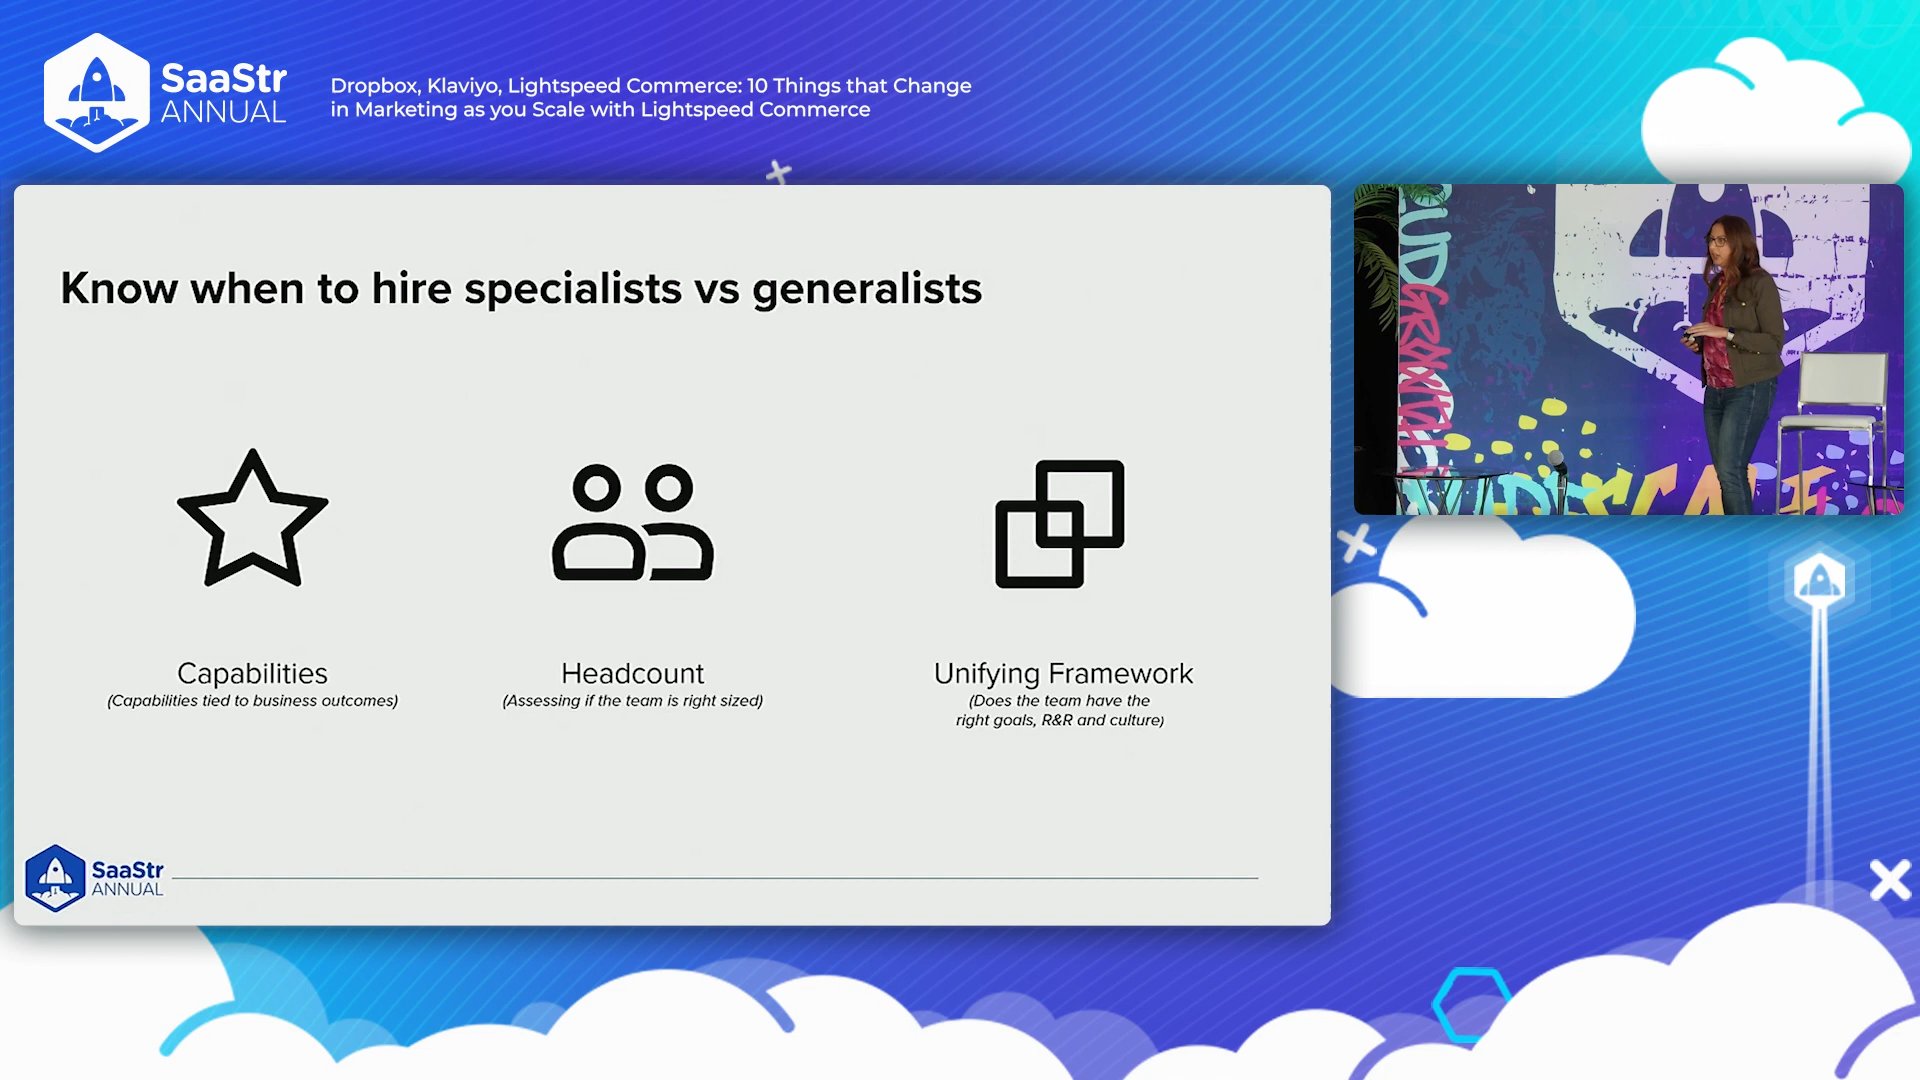 SaaStr
ANNUAL
Dropbox, Klaviyo, Lightspeed Commerce: 10 Things that Change
in Marketing as you Scale with Lightspeed Commerce
Know when to hire specialists vs generalists
Capabilities
(Capabilities tied to business outcomes)
Headcount
(Assessing if the team is right sized)
Unifying Framework
(Does the team have the
right goals, R&R and culture)
SaaStr
ANNUAL
SCALE